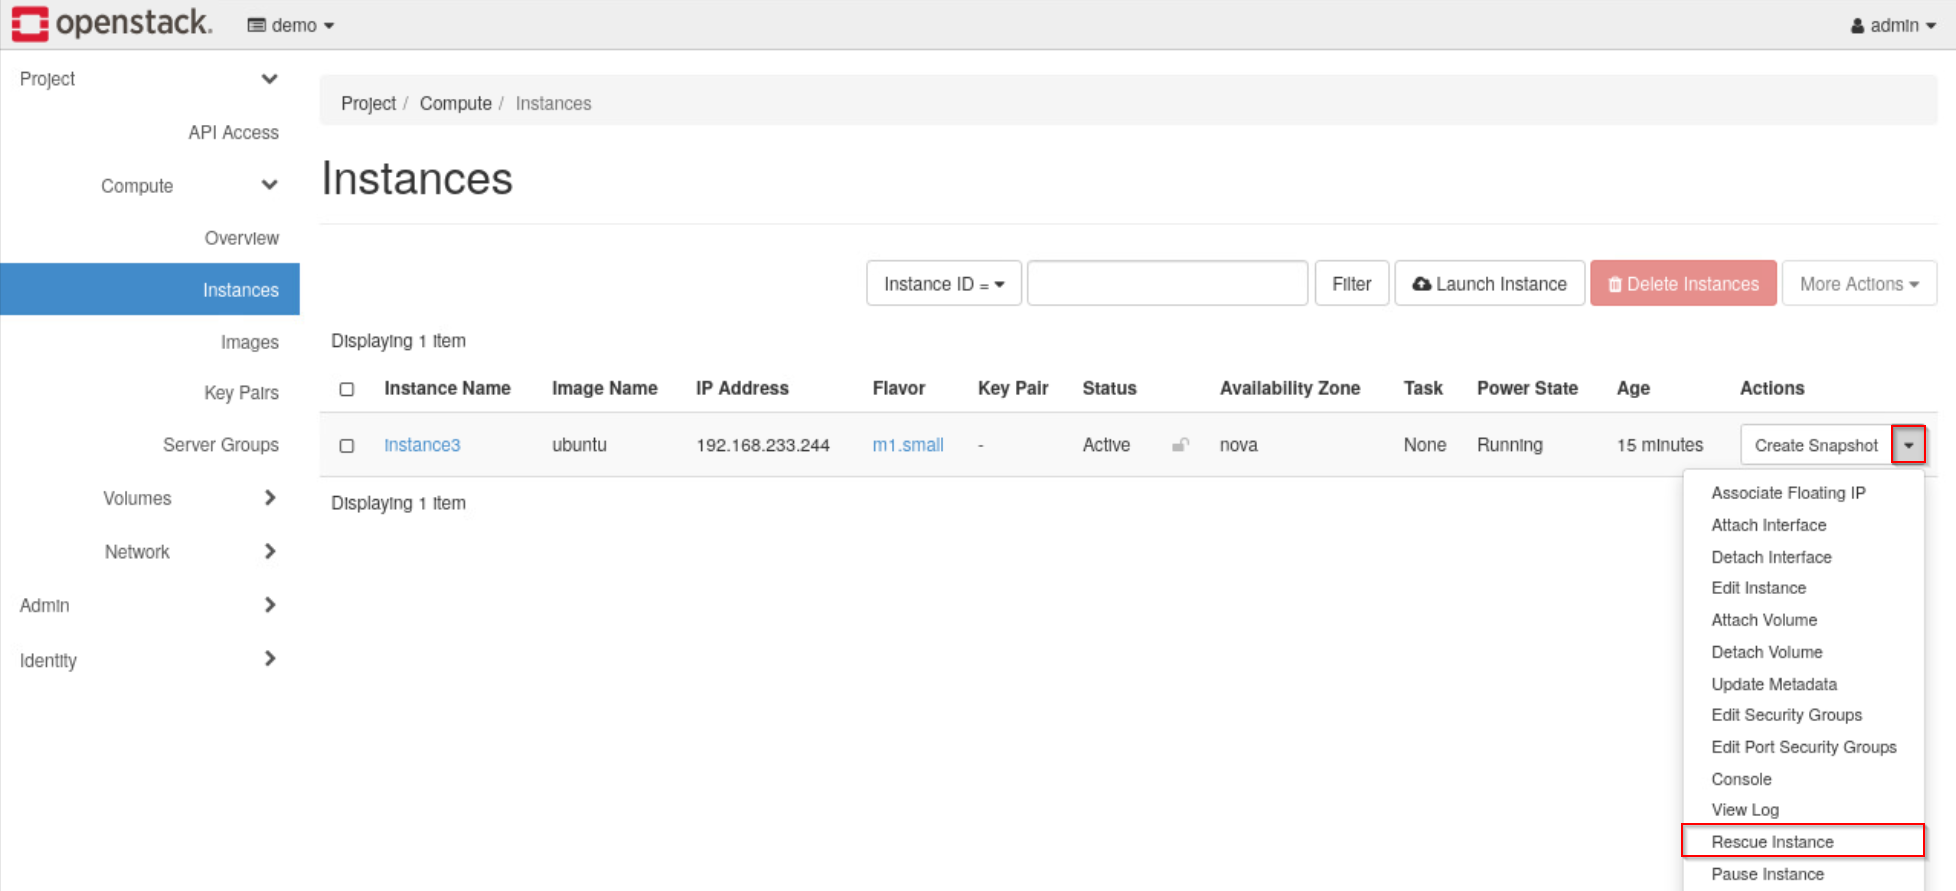 openstack. demo admin
Project
API Access
Compute
Overview
Instances
Images
Key Pairs
Server Groups
Volumes
Network
Admin
Identity
Project / Compute / Instances
Instances
Instance ID = Filter Launch Instance Delete Instances More Actions
Displaying 1 item
Instance Name Image Name IP Address Flavor Key Pair Status Availability Zone Task Power State Age Actions
instance3 ubuntu 192.168.233.244 m1.small - Active nova None Running 15 minutes Create Snapshot
Displaying 1 item
Associate Floating IP
Attach Interface
Detach Interface
Edit Instance
Attach Volume
Detach Volume
Update Metadata
Edit Security Groups
Edit Port Security Groups
Console
View Log
Rescue Instance
Pause Instance